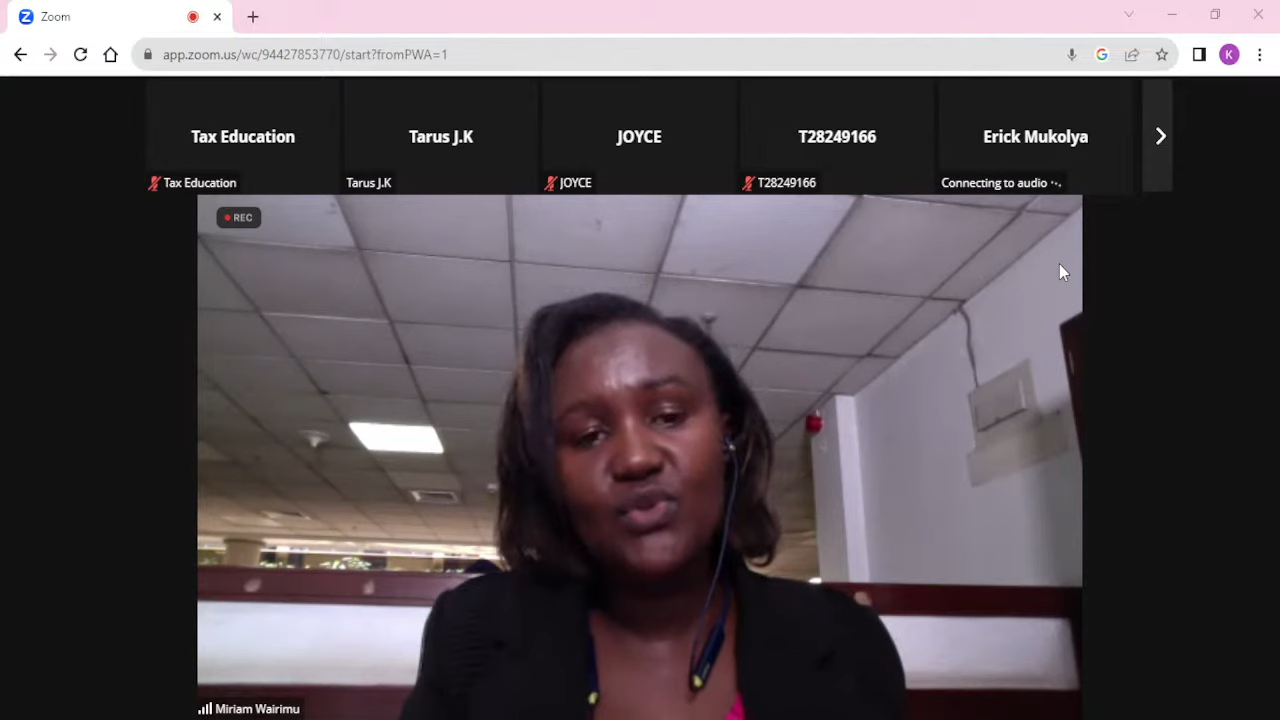 Zoom
app.zoom.us/wc/94427853770/start?fromPWA=1
K
Tax Education
Tarus J.K
JOYCE
T28249166
Erick Mukolya
Tax Education
Tarus J.K
JOYCE
T28249166
Connecting to audio
REC
Miriam Wairimu